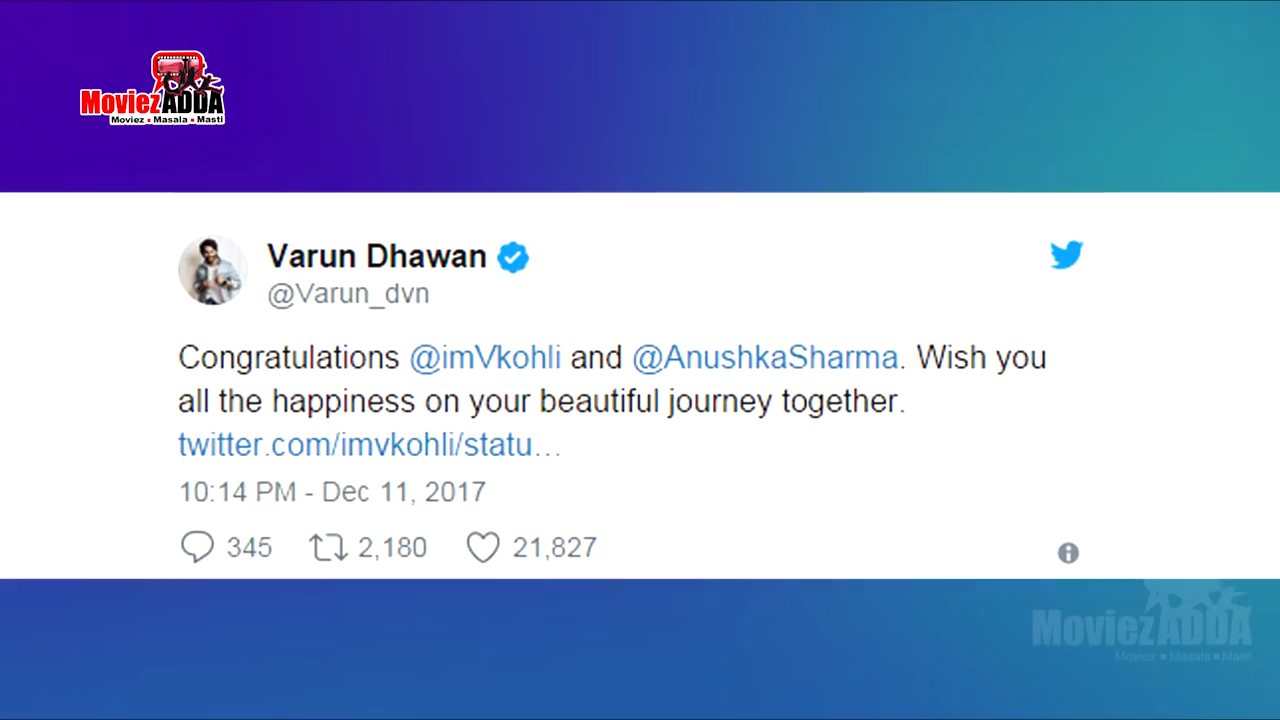 MoviezADDA
Moviez ▪ Masala ▪ Masti
Varun Dhawan
@Varun_dvn
Congratulations @imVkohli and @AnushkaSharma. Wish you
all the happiness on your beautiful journey together.
twitter.com/imvkohli/statu…
10:14 PM - Dec 11, 2017
345 2,180 21,827
MoviezADDA
Moviez ▪ Masala ▪ Masti